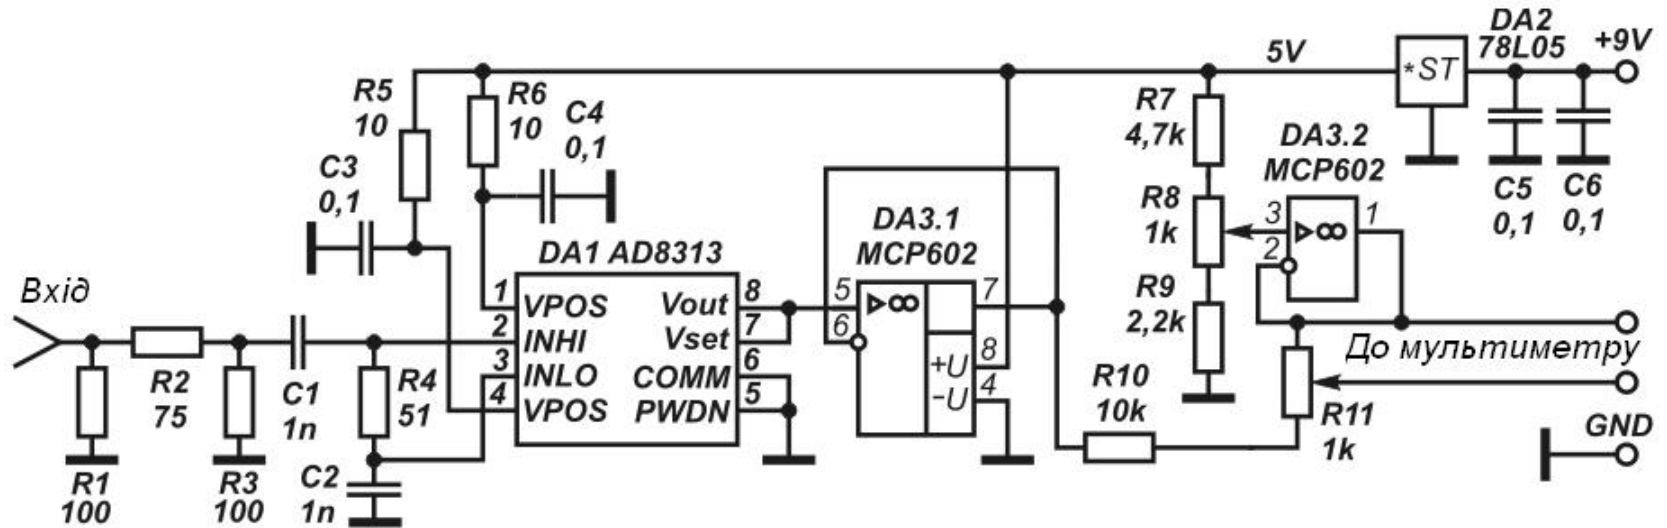 DA2
78L05
+9V
5V
*ST
R5
10
R6
10
C4
0,1
R7
4,7k
DA3.2
MCP602
C3
0,1
C5
0,1
C6
0,1
R8
1k
3
2
1
▷∞
DA3.1
MCP602
DA1 AD8313
Вхід
1
2
3
4
VPOS
INHI
INLO
VPOS
Vout
Vset
COMM
PWDN
8
7
6
5
5
6
▷∞
7
8
4
+U
-U
R9
2,2k
До мультиметру
R2
75
C1
1n
R4
51
R10
10k
R11
1k
GND
R1
100
R3
100
C2
1n